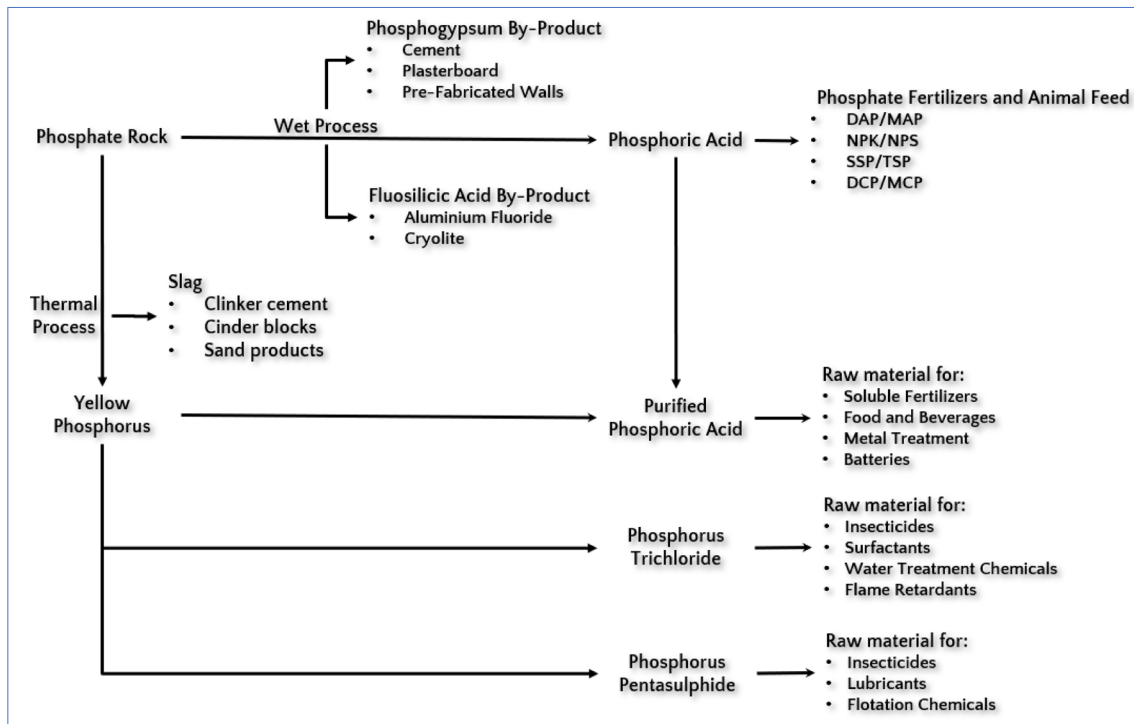 Phosphogypsum By-Product
• Cement
• Plasterboard
• Pre-Fabricated Walls
Phosphate Rock
Wet Process
Phosphoric Acid
Phosphate Fertilizers and Animal Feed
• DAP/MAP
• NPK/NPS
• SSP/TSP
• DCP/MCP
Fluosilicic Acid By-Product
• Aluminium Fluoride
• Cryolite
Thermal
Process
Slag
• Clinker cement
• Cinder blocks
• Sand products
Yellow
Phosphorus
Purified
Phosphoric Acid
Raw material for:
• Soluble Fertilizers
• Food and Beverages
• Metal Treatment
• Batteries
Phosphorus
Trichloride
Raw material for:
• Insecticides
• Surfactants
• Water Treatment Chemicals
• Flame Retardants
Phosphorus
Pentasulphide
Raw material for:
• Insecticides
• Lubricants
• Flotation Chemicals